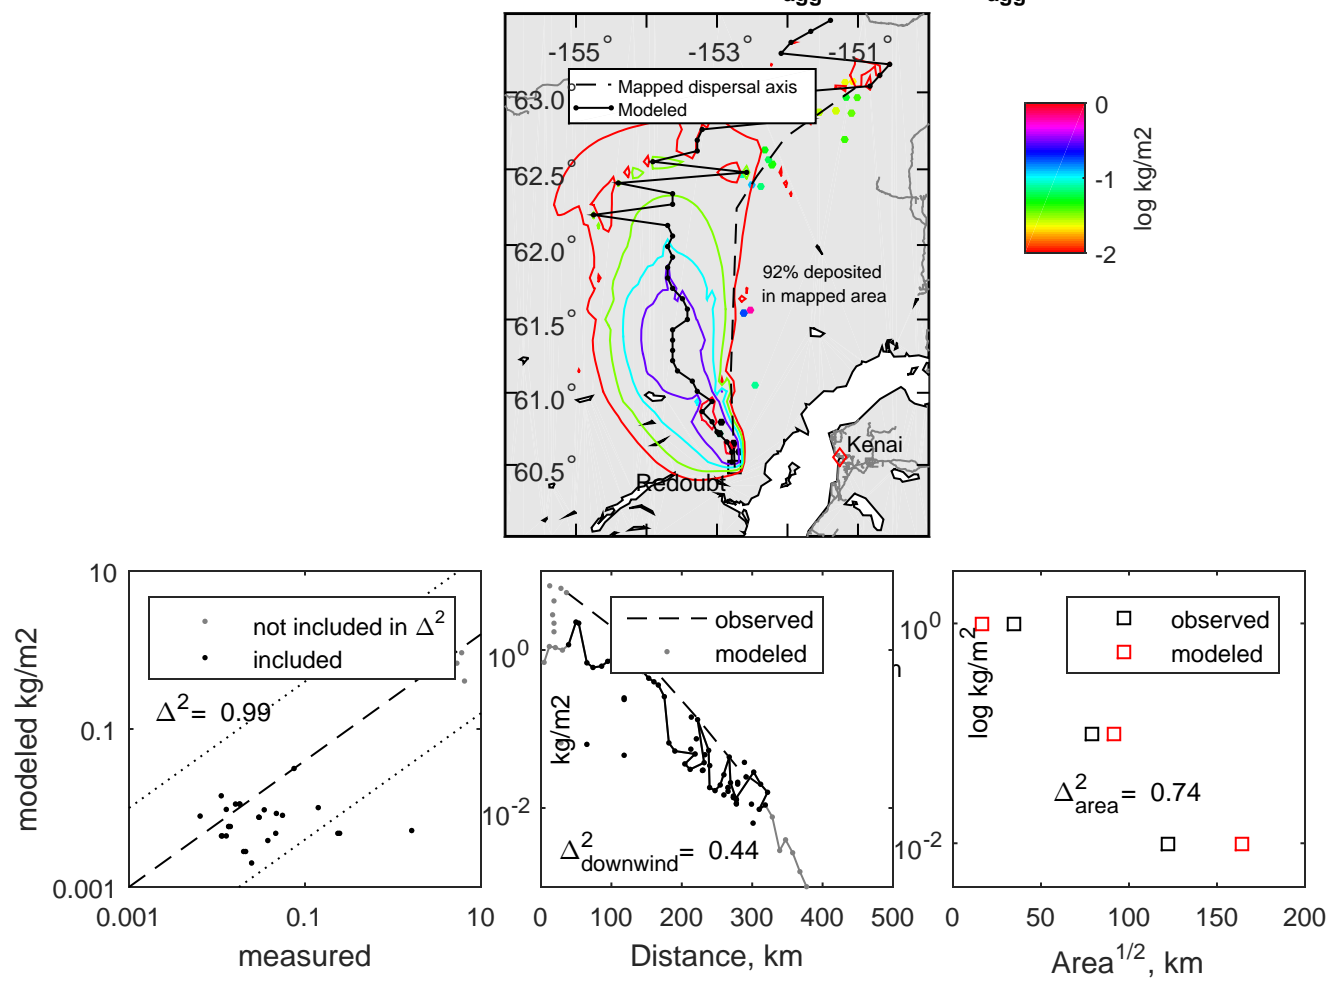 agg agg
-155° -153° -151°
Mapped dispersal axis
Modeled
63.0°
62.5°
62.0°
61.5°
61.0°
60.5°
92% deposited
in mapped area
Kenai
Redoubt
0
-1
-2
log kg/m2
10
0.1
0.001
modeled kg/m2
not included in Δ²
included
Δ²= 0.99
0.001 0.1 10
measured
10⁰
10⁻²
kg/m2
observed
modeled
Δ²downwind= 0.44
0 100 200 300 400 500
Distance, km
10⁰
10⁻²
log kg/m²
observed
modeled
Δ²area= 0.74
0 50 100 150 200
Area¹/², km